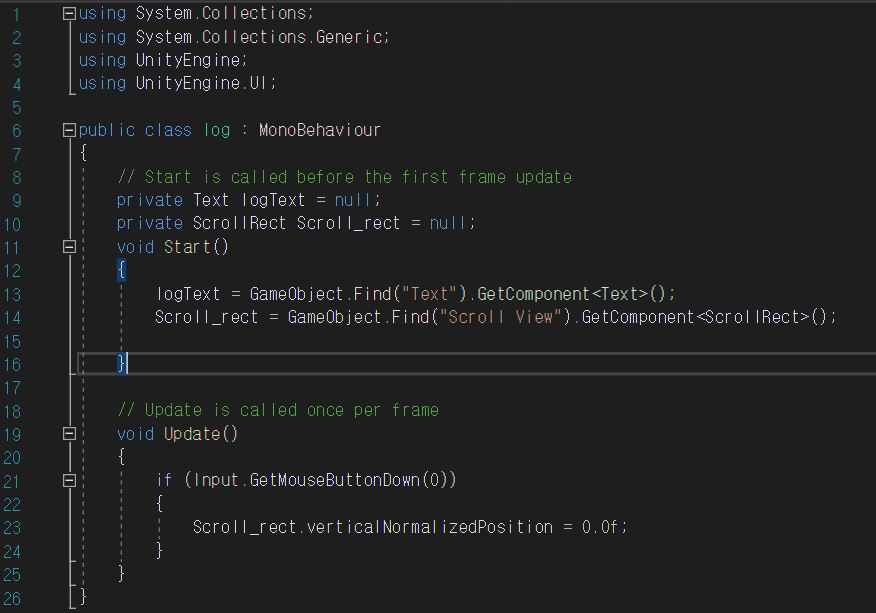 1 using System.Collections;
2 using System.Collections.Generic;
3 using UnityEngine;
4 using UnityEngine.UI;
5
6 public class log : MonoBehaviour
7 {
8 // Start is called before the first frame update
9 private Text logText = null;
10 private ScrollRect Scroll_rect = null;
11 void Start()
12 {
13 logText = GameObject.Find("Text").GetComponent<Text>();
14 Scroll_rect = GameObject.Find("Scroll View").GetComponent<ScrollRect>();
15
16 }
17
18 // Update is called once per frame
19 void Update()
20 {
21 if (Input.GetMouseButtonDown(0))
22 {
23 Scroll_rect.verticalNormalizedPosition = 0.0f;
24 }
25 }
26 }